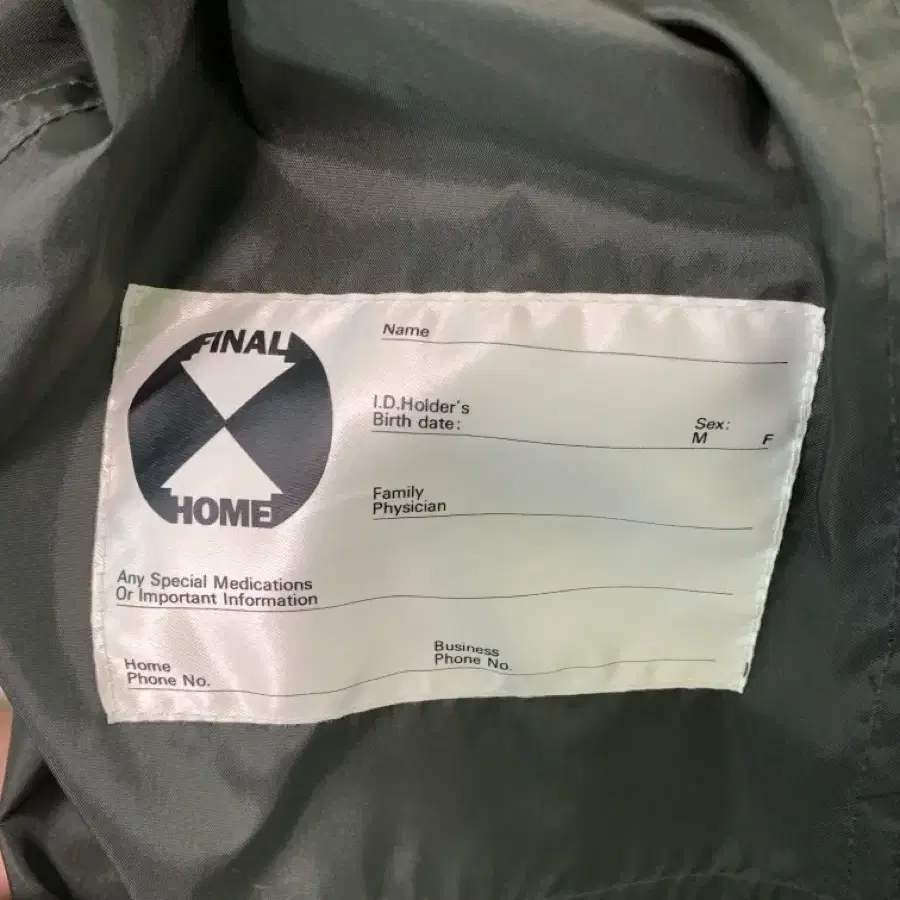 FINAL
HOME
Name
I.D.Holder's
Birth date:
Sex:
M F
Family
Physician
Any Special Medications
Or Important Information
Home
Phone No.
Business
Phone No.